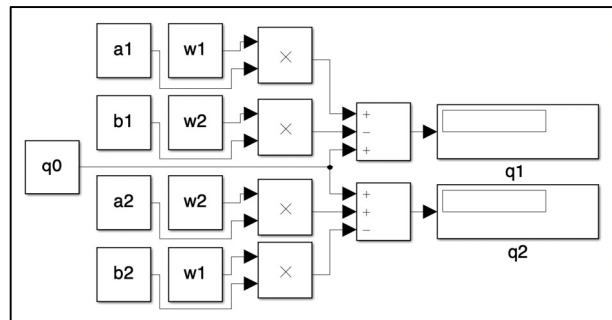 a1 w1 ×
+
b1 w2 × −
+ q1
q0
+
a2 w2 × +
− q2
b2 w1 ×